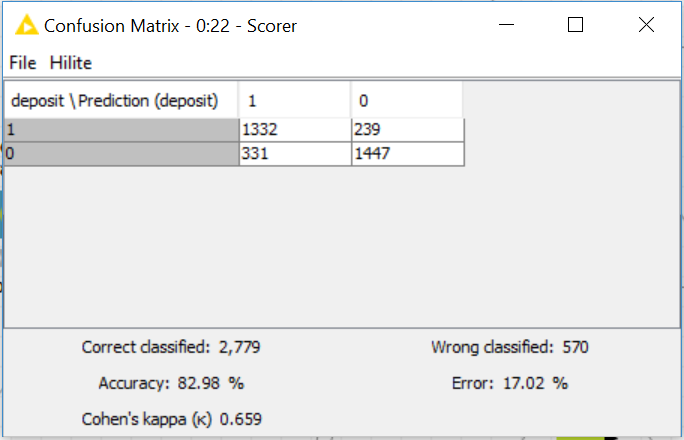 Confusion Matrix - 0:22 - Scorer
File Hilite
deposit \ Prediction (deposit) 1 0
1 1332 239
0 331 1447
Correct classified: 2,779 Wrong classified: 570
Accuracy: 82.98 % Error: 17.02 %
Cohen's kappa (κ) 0.659